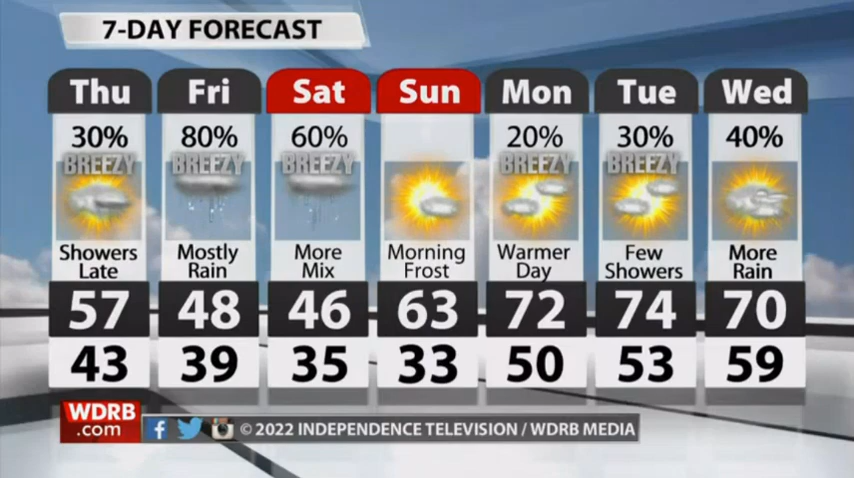 7-DAY FORECAST
Thu Fri Sat Sun Mon Tue Wed
30% 80% 60% 20% 30% 40%
BREEZY BREEZY BREEZY BREEZY BREEZY
Showers Mostly More Morning Warmer Few More
Late Rain Mix Frost Day Showers Rain
57 48 46 63 72 74 70
43 39 35 33 50 53 59
WDRB
.com
© 2022 INDEPENDENCE TELEVISION / WDRB MEDIA